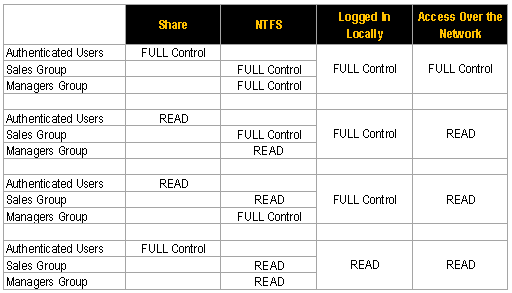 Share NTFS Logged In Locally Access Over the Network
Authenticated Users FULL Control
Sales Group FULL Control FULL Control FULL Control
Managers Group FULL Control
Authenticated Users READ
Sales Group FULL Control FULL Control READ
Managers Group READ
Authenticated Users READ
Sales Group READ FULL Control READ
Managers Group FULL Control
Authenticated Users FULL Control
Sales Group READ READ READ
Managers Group READ